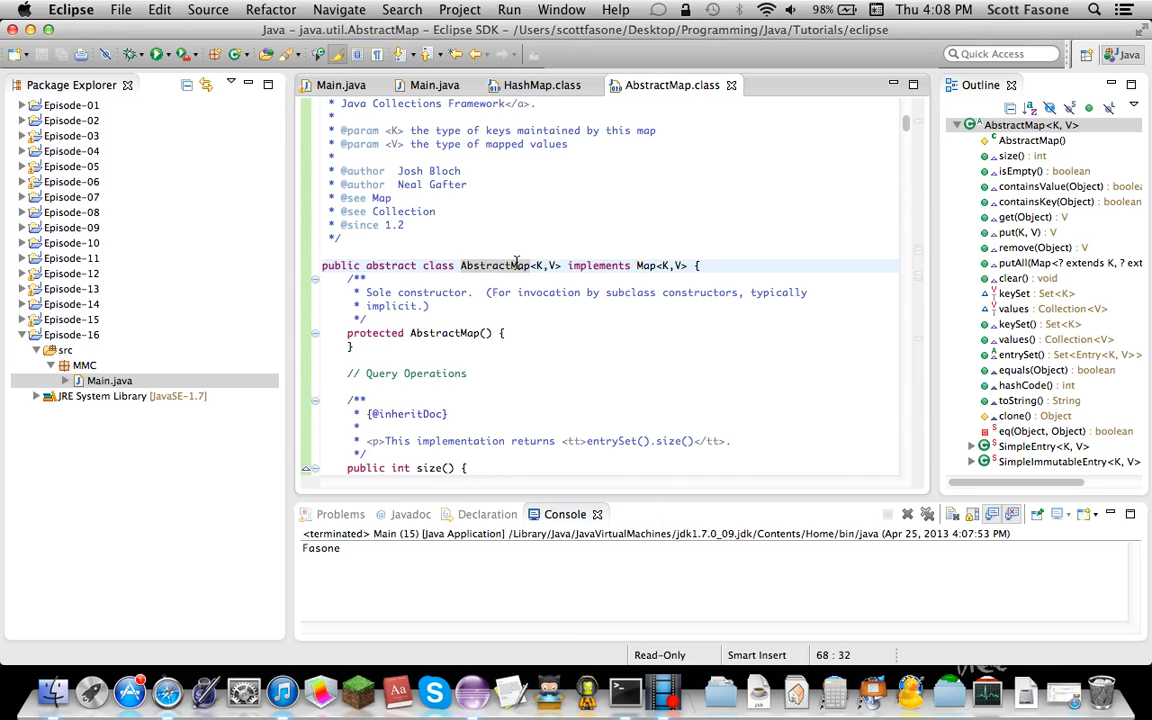 Eclipse File Edit Source Refactor Navigate Search Project Run Window Help 98% Thu 4:08 PM Scott Fasone
Java - java.util.AbstractMap - Eclipse SDK - /Users/scottfasone/Desktop/Programming/Java/Tutorials/eclipse
Quick Access Java
Package Explorer
Episode-01
Episode-02
Episode-03
Episode-04
Episode-05
Episode-06
Episode-07
Episode-08
Episode-09
Episode-10
Episode-11
Episode-12
Episode-13
Episode-14
Episode-15
Episode-16
src
MMC
Main.java
JRE System Library [JavaSE-1.7]
Main.java Main.java HashMap.class AbstractMap.class
* Java Collections Framework</a>.
*
* @param <K> the type of keys maintained by this map
* @param <V> the type of mapped values
*
* @author Josh Bloch
* @author Neal Gafter
* @see Map
* @see Collection
* @since 1.2
*/
public abstract class AbstractMap<K,V> implements Map<K,V> {
/**
* Sole constructor. (For invocation by subclass constructors, typically
* implicit.)
*/
protected AbstractMap() {
}
// Query Operations
/**
* {@inheritDoc}
*
* <p>This implementation returns <tt>entrySet().size()</tt>.
*/
public int size() {
Outline
AbstractMap<K, V>
AbstractMap()
size() : int
isEmpty() : boolean
containsValue(Object) : boolea
containsKey(Object) : boolea
get(Object) : V
put(K, V) : V
remove(Object) : V
putAll(Map<? extends K, ? ext
clear() : void
keySet : Set<K>
values : Collection<V>
keySet() : Set<K>
values() : Collection<V>
entrySet() : Set<Entry<K, V>>
equals(Object) : boolean
hashCode() : int
toString() : String
clone() : Object
eq(Object, Object) : boolean
SimpleEntry<K, V>
SimpleImmutableEntry<K, V>
Problems Javadoc Declaration Console
<terminated> Main (15) [Java Application] /Library/Java/JavaVirtualMachines/jdk1.7.0_09.jdk/Contents/Home/bin/java (Apr 25, 2013 4:07:53 PM)
Fasone
Read-Only Smart Insert 68 : 32